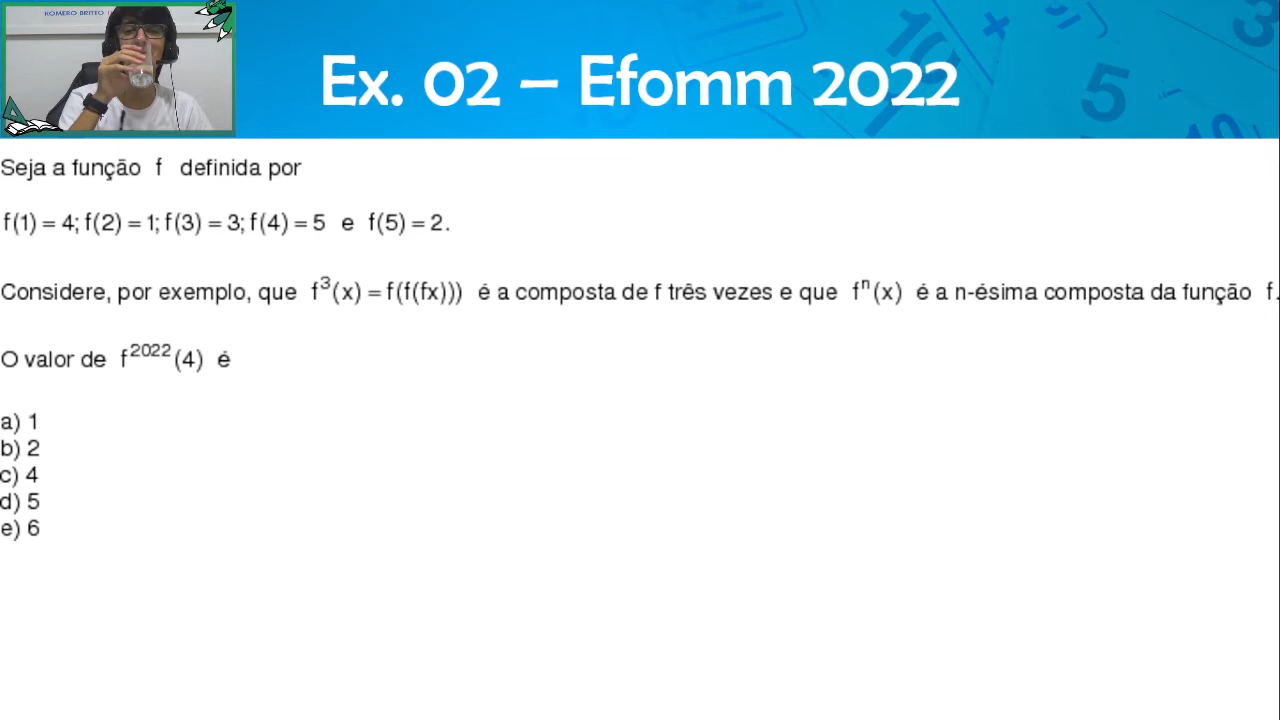 ROMERO BRITTO
Ex. 02 – Efomm 2022
Seja a função f definida por
f(1) = 4; f(2) = 1; f(3) = 3; f(4) = 5 e f(5) = 2.
Considere, por exemplo, que f³(x) = f(f(fx))) é a composta de f três vezes e que fⁿ(x) é a n-ésima composta da função f.
O valor de f²⁰²²(4) é
a) 1
b) 2
c) 4
d) 5
e) 6